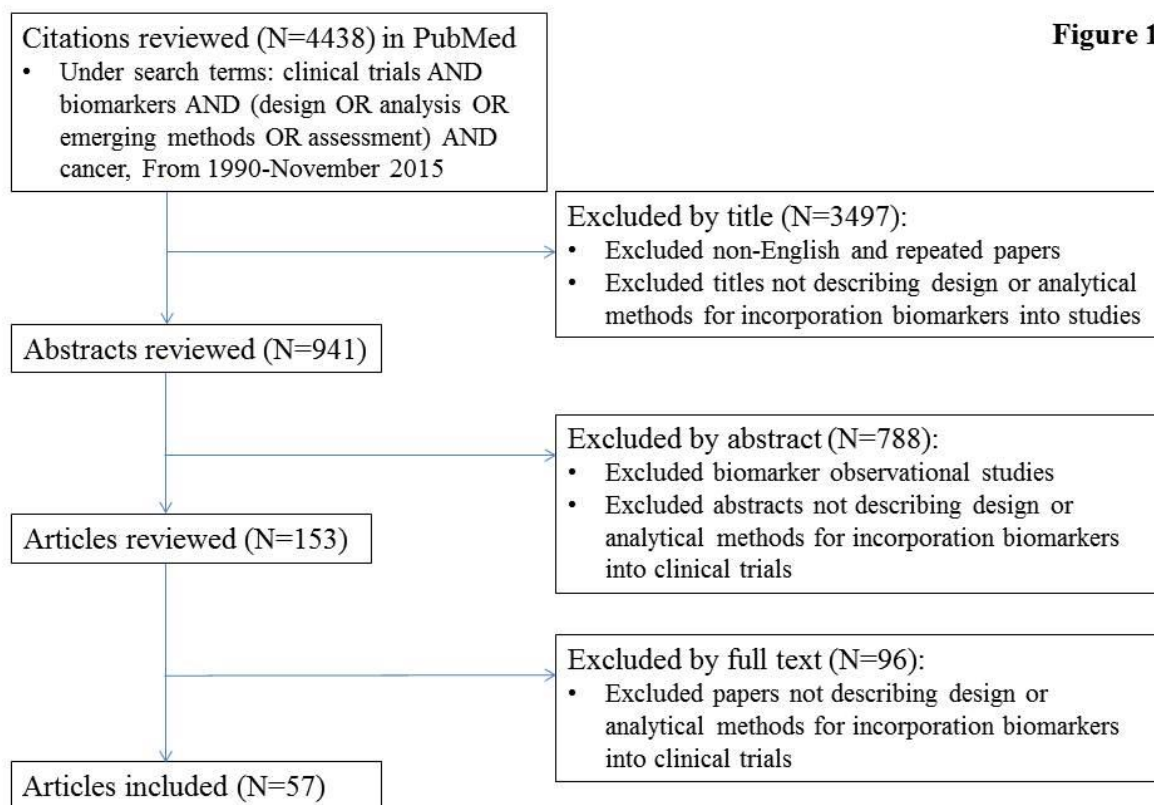 Figure 1
Citations reviewed (N=4438) in PubMed
• Under search terms: clinical trials AND
biomarkers AND (design OR analysis OR
emerging methods OR assessment) AND
cancer, From 1990-November 2015
Excluded by title (N=3497):
• Excluded non-English and repeated papers
• Excluded titles not describing design or analytical
methods for incorporation biomarkers into studies
Abstracts reviewed (N=941)
Excluded by abstract (N=788):
• Excluded biomarker observational studies
• Excluded abstracts not describing design or
analytical methods for incorporation biomarkers
into clinical trials
Articles reviewed (N=153)
Excluded by full text (N=96):
• Excluded papers not describing design or
analytical methods for incorporation biomarkers
into clinical trials
Articles included (N=57)